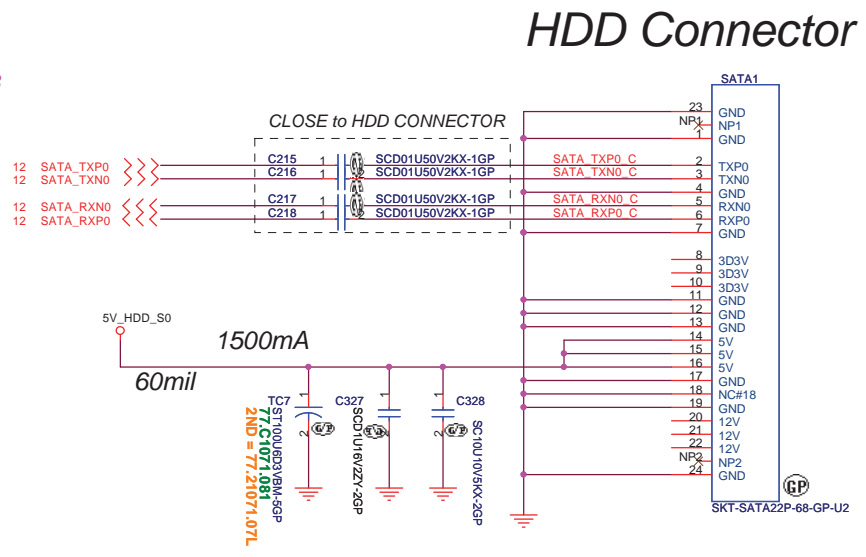 HDD Connector
SATA1
CLOSE to HDD CONNECTOR
23 GND
NP1 NP1
1 GND
12 SATA_TXP0 C215 1 SCD01U50V2KX-1GP SATA_TXP0_C 2 TXP0
12 SATA_TXN0 C216 1 SCD01U50V2KX-1GP SATA_TXN0_C 3 TXN0
4 GND
12 SATA_RXN0 C217 1 SCD01U50V2KX-1GP SATA_RXN0_C 5 RXN0
12 SATA_RXP0 C218 1 2 SCD01U50V2KX-1GP SATA_RXP0_C 6 RXP0
7 GND
8 3D3V
9 3D3V
10 3D3V
11 GND
12 GND
13 GND
14 5V
15 5V
16 5V
17 GND
18 NC#18
19 GND
20 12V
21 12V
22 12V
NP2 NP2
24 GND
GP
SKT-SATA22P-68-GP-U2
5V_HDD_S0
1500mA
60mil
TC7
1
2
ST100U6D3VBM-5GP
77.C1071.081
2ND = 77.21071.07L
C327
1
2
SCD1U16V2ZY-2GP
C328
1
2
SC10U10V5KX-2GP